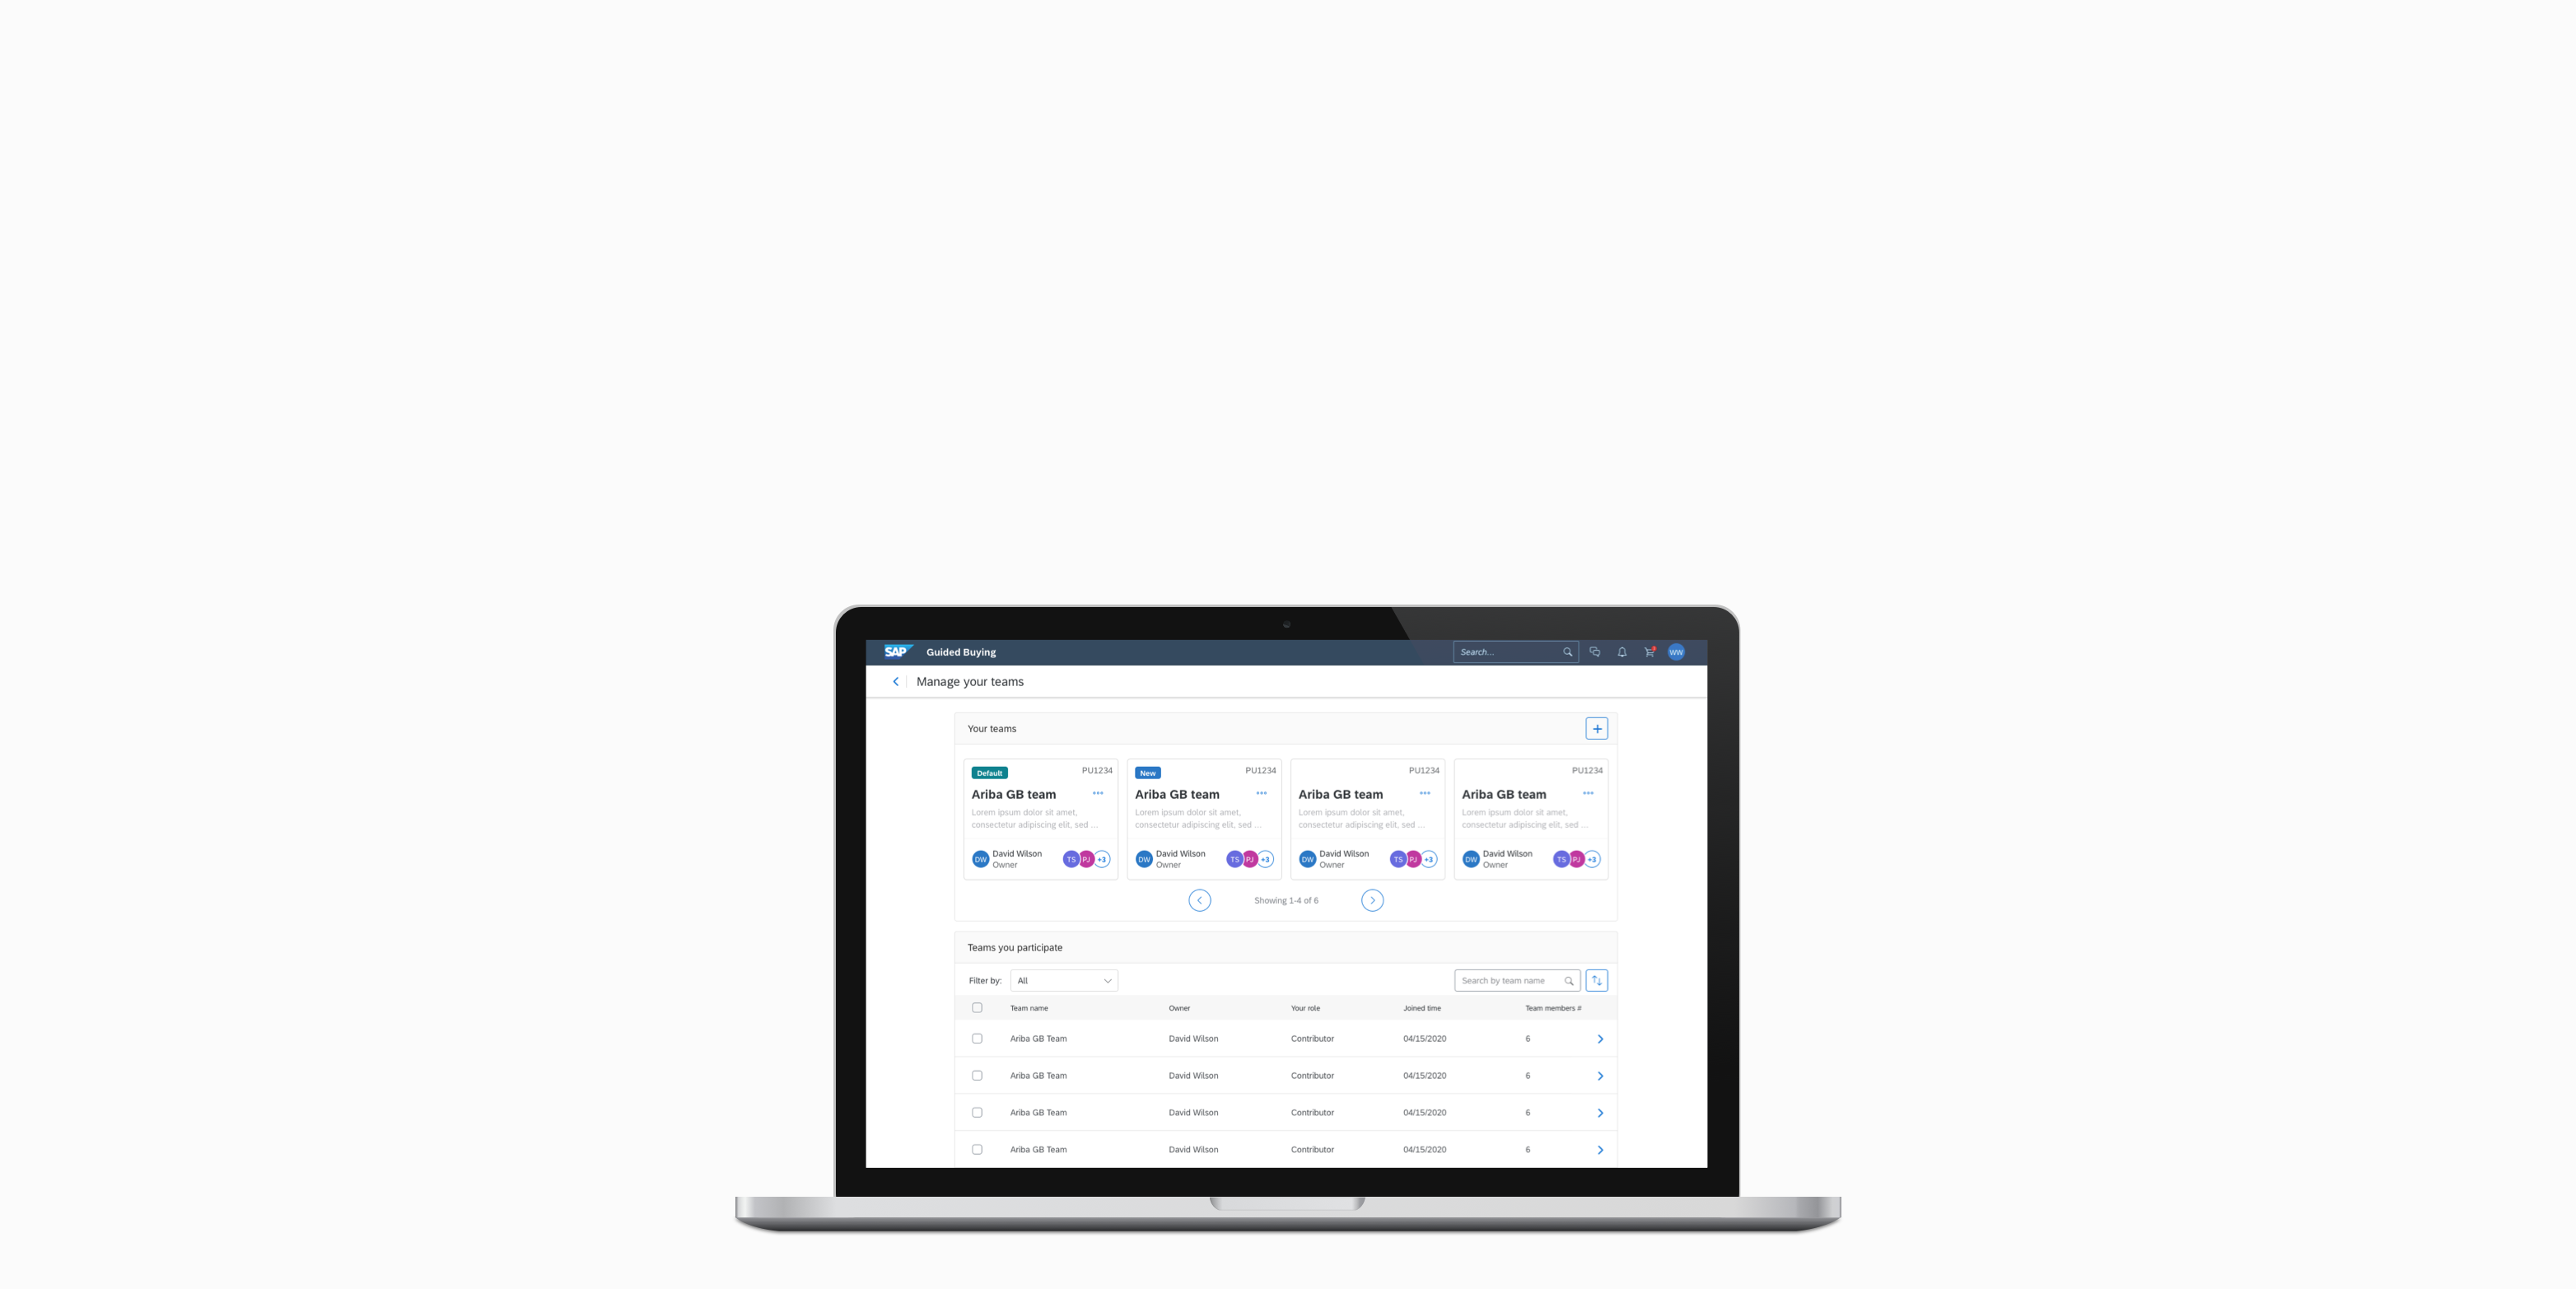 SAP
Guided Buying
Search...
WW
Manage your teams
Your teams
+
Default
PU1234
Ariba GB team
Lorem ipsum dolor sit amet,
consectetur adipiscing elit, sed ...
DW
David Wilson
Owner
TS
PJ
+3
New
PU1234
Ariba GB team
Lorem ipsum dolor sit amet,
consectetur adipiscing elit, sed ...
DW
David Wilson
Owner
TS
PJ
+3
PU1234
Ariba GB team
Lorem ipsum dolor sit amet,
consectetur adipiscing elit, sed ...
DW
David Wilson
Owner
TS
PJ
+3
PU1234
Ariba GB team
Lorem ipsum dolor sit amet,
consectetur adipiscing elit, sed ...
DW
David Wilson
Owner
TS
PJ
+3
Showing 1-4 of 6
Teams you participate
Filter by: All
Search by team name
Team name Owner Your role Joined time Team members #
Ariba GB Team David Wilson Contributor 04/15/2020 6
Ariba GB Team David Wilson Contributor 04/15/2020 6
Ariba GB Team David Wilson Contributor 04/15/2020 6
Ariba GB Team David Wilson Contributor 04/15/2020 6